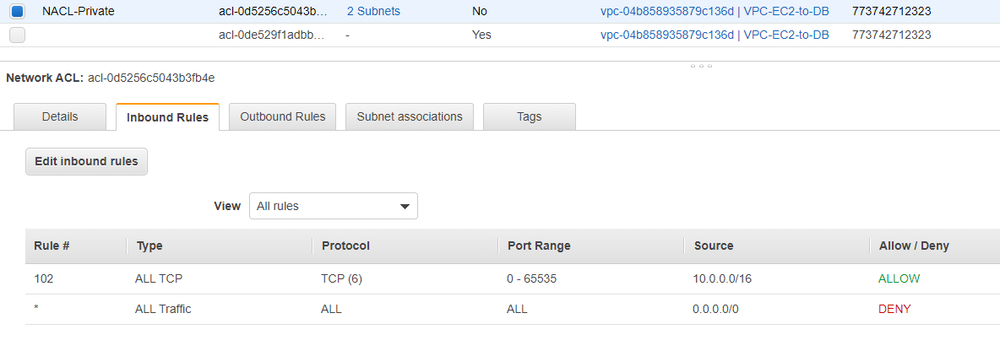 NACL-Private acl-0d5256c5043b... 2 Subnets No vpc-04b858935879c136d | VPC-EC2-to-DB 773742712323
acl-0de529f1adbb... - Yes vpc-04b858935879c136d | VPC-EC2-to-DB 773742712323
Network ACL: acl-0d5256c5043b3fb4e
Details Inbound Rules Outbound Rules Subnet associations Tags
Edit inbound rules
View All rules
Rule # Type Protocol Port Range Source Allow / Deny
102 ALL TCP TCP (6) 0 - 65535 10.0.0.0/16 ALLOW
* ALL Traffic ALL ALL 0.0.0.0/0 DENY